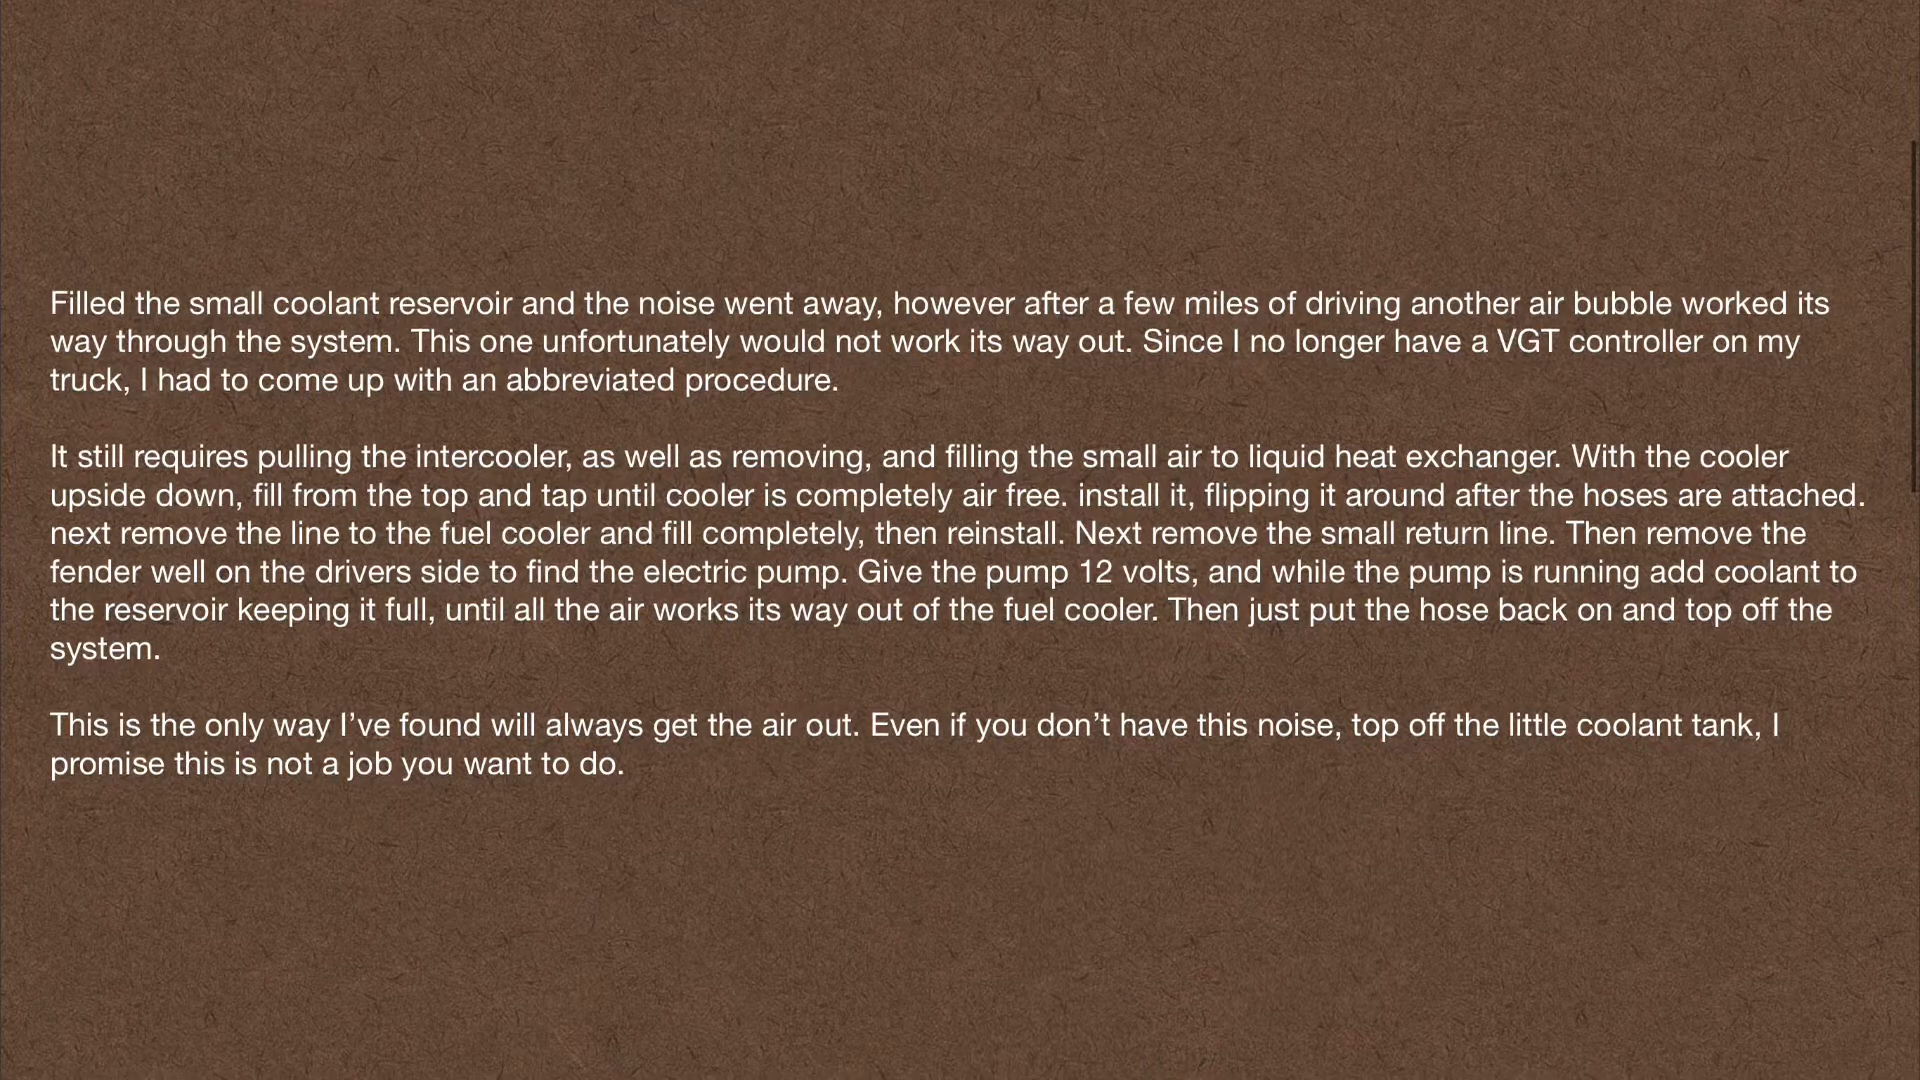 Filled the small coolant reservoir and the noise went away, however after a few miles of driving another air bubble worked its
way through the system. This one unfortunately would not work its way out. Since I no longer have a VGT controller on my
truck, I had to come up with an abbreviated procedure.
It still requires pulling the intercooler, as well as removing, and filling the small air to liquid heat exchanger. With the cooler
upside down, fill from the top and tap until cooler is completely air free. install it, flipping it around after the hoses are attached.
next remove the line to the fuel cooler and fill completely, then reinstall. Next remove the small return line. Then remove the
fender well on the drivers side to find the electric pump. Give the pump 12 volts, and while the pump is running add coolant to
the reservoir keeping it full, until all the air works its way out of the fuel cooler. Then just put the hose back on and top off the
system.
This is the only way I’ve found will always get the air out. Even if you don’t have this noise, top off the little coolant tank, I
promise this is not a job you want to do.